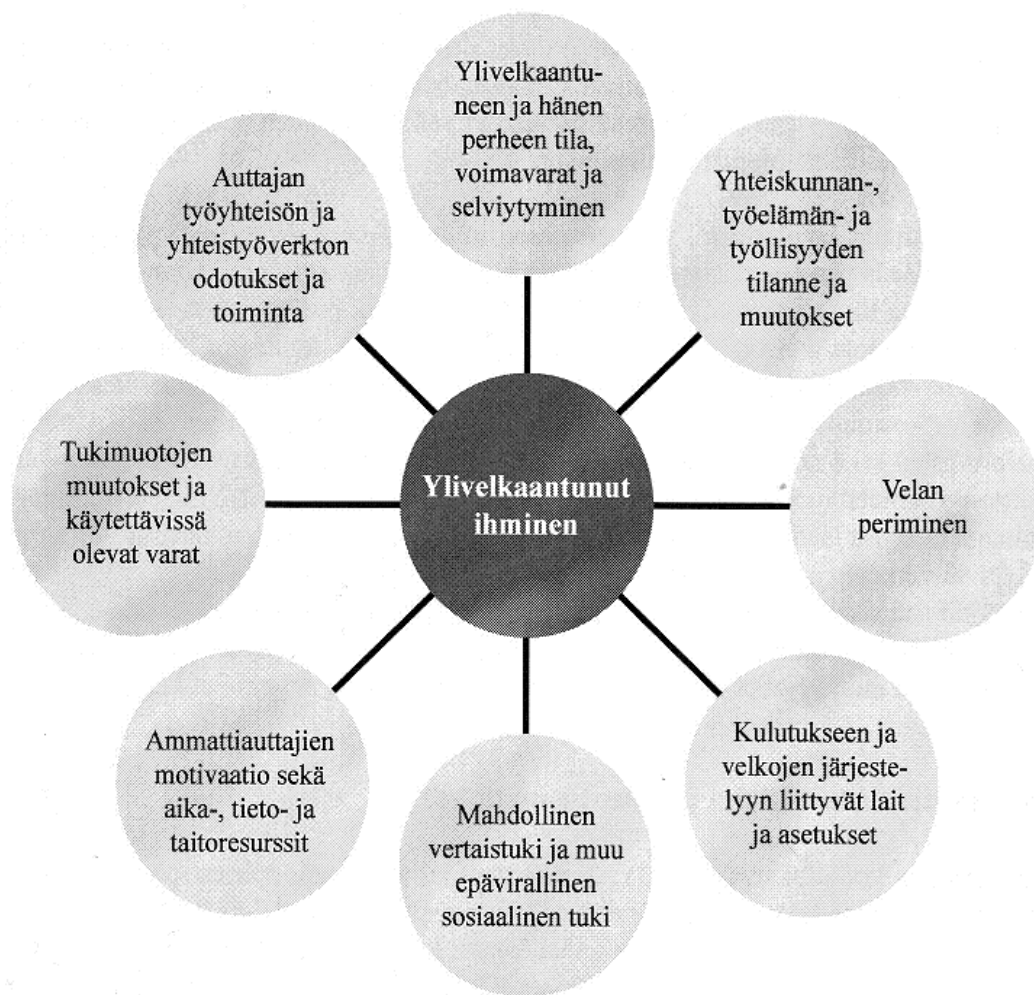 Ylivelkaantu-
neen ja hänen
perheen tila,
voimavarat ja
selviytyminen
Yhteiskunnan-,
työelämän- ja
työllisyyden
tilanne ja
muutokset
Velan
periminen
Kulutukseen ja
velkojen järjeste-
lyyn liittyvät lait
ja asetukset
Mahdollinen
vertaistuki ja muu
epävirallinen
sosiaalinen tuki
Ammattiauttajien
motivaatio sekä
aika-, tieto- ja
taitoresurssit
Tukimuotojen
muutokset ja
käytettävissä
olevat varat
Auttajan
työyhteisön ja
yhteistyöverkton
odotukset ja
toiminta
Ylivelkaantunut
ihminen